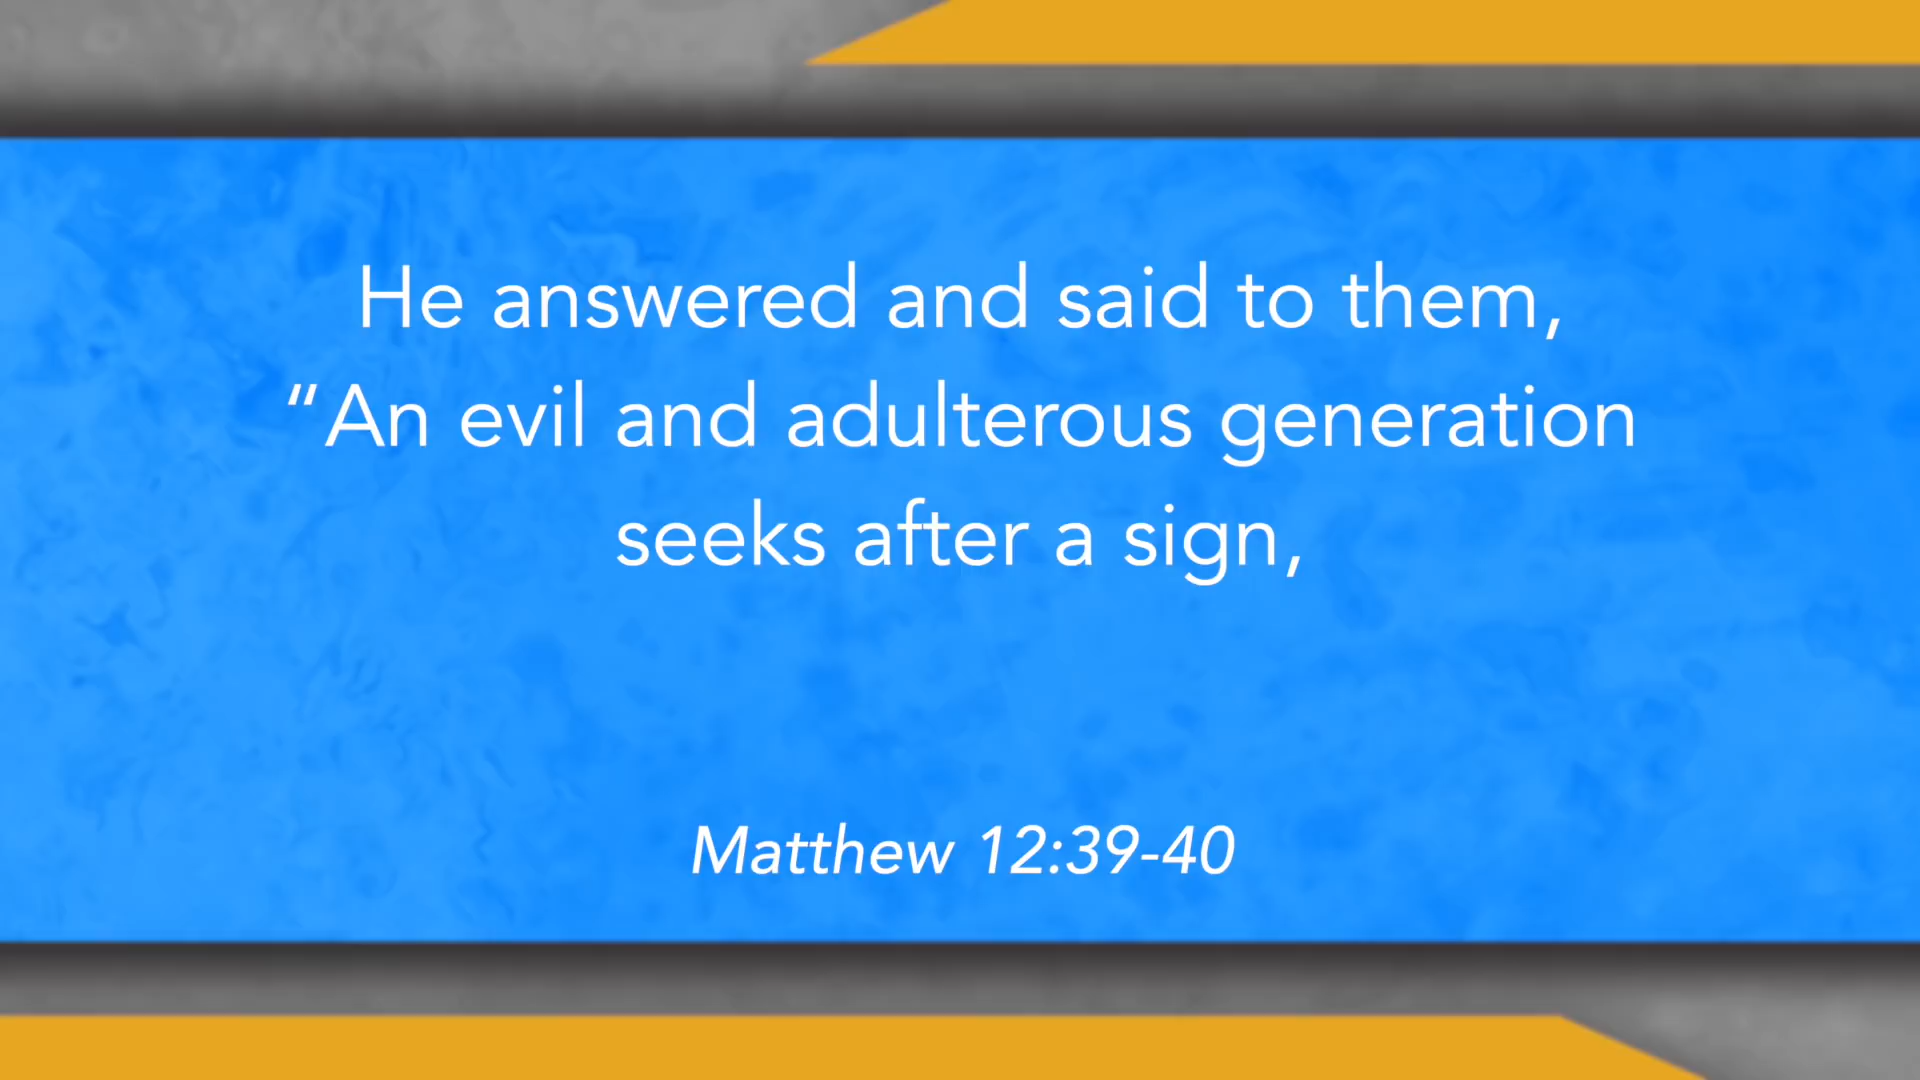 He answered and said to them,
“An evil and adulterous generation
seeks after a sign,
Matthew 12:39-40